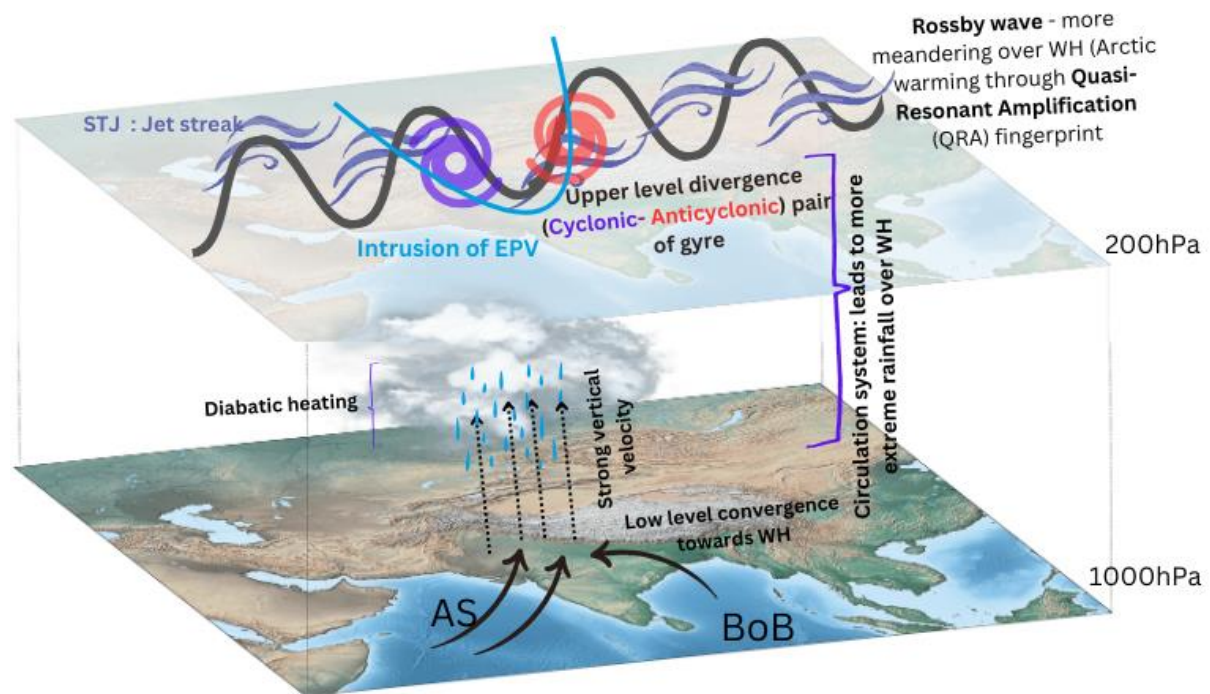 Rossby wave - more
meandering over WH (Arctic
warming through Quasi-
Resonant Amplification
(QRA) fingerprint
STJ : Jet streak
Upper level divergence
(Cyclonic- Anticyclonic) pair
of gyre
Intrusion of EPV
200hPa
Circulation system: leads to more
extreme rainfall over WH
Diabatic heating
Strong vertical
velocity
Low level convergence
towards WH
1000hPa
AS
BoB